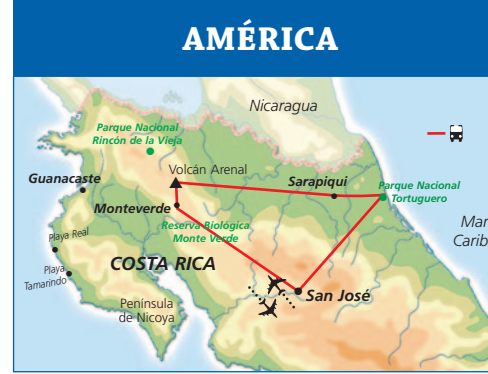 AMÉRICA
Nicaragua
Parque Nacional
Rincón de la Vieja
Volcán Arenal
Guanacaste
Sarapiqui
Parque Nacional
Tortuguero
Monteverde
Reserva Biológica
Monte Verde
Mar
Carib
Playa Real
COSTA RICA
Playa
Tamarindo
San José
Península
de Nicoya